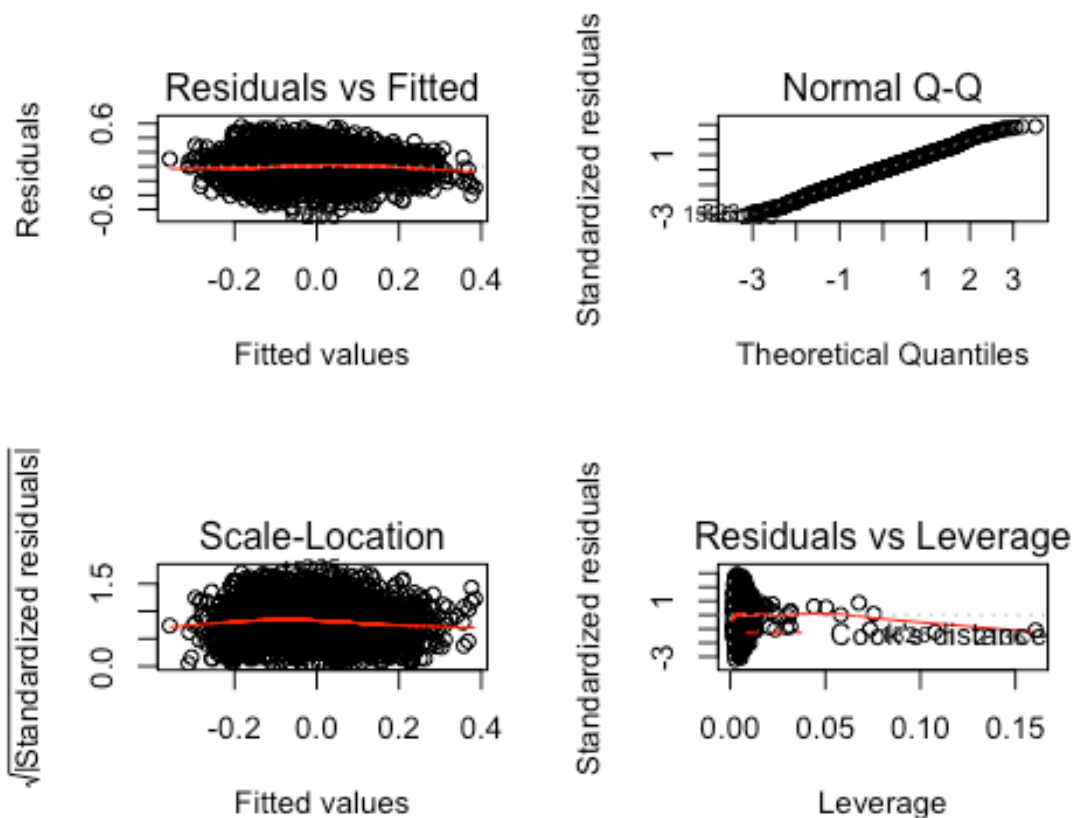 Residuals vs Fitted
Residuals
0.6
-0.6
-0.2 0.0 0.2 0.4
Fitted values
Normal Q-Q
Standardized residuals
1
-3
-3 -1 1 2 3
Theoretical Quantiles
Scale-Location
√|Standardized residuals|
1.5
0.0
-0.2 0.0 0.2 0.4
Fitted values
Residuals vs Leverage
Standardized residuals
1
-3
Cook's distance
0.00 0.05 0.10 0.15
Leverage